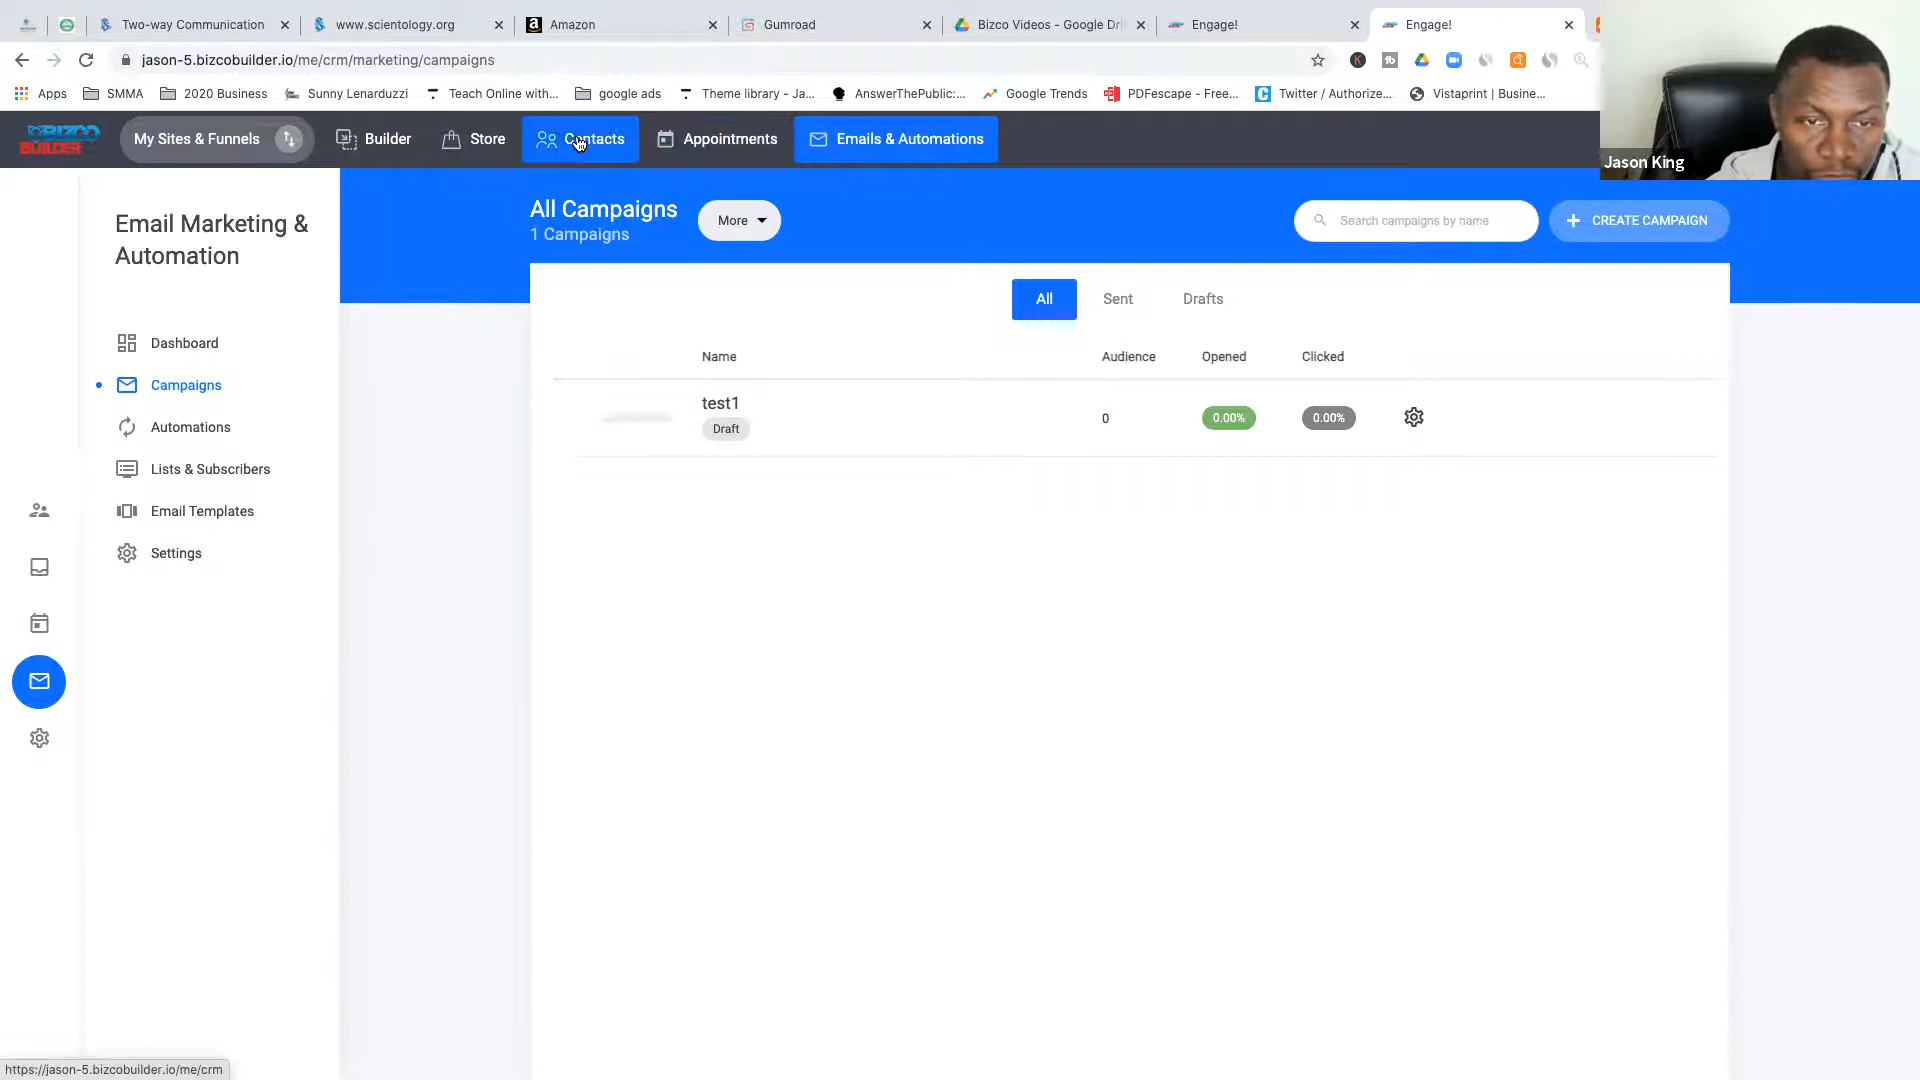 Two-way Communication
www.scientology.org
Amazon
Gumroad
Bizco Videos - Google Dri
Engage!
Engage!
jason-5.bizcobuilder.io/me/crm/marketing/campaigns
Apps
SMMA
2020 Business
Sunny Lenarduzzi
Teach Online with...
google ads
Theme library - Ja...
AnswerThePublic:...
Google Trends
PDFescape - Free...
Twitter / Authorize...
Vistaprint | Busine...
BIZCO
BUILDER
My Sites & Funnels
Builder
Store
Contacts
Appointments
Emails & Automations
Jason King
Email Marketing &
Automation
All Campaigns
1 Campaigns
More
Search campaigns by name
+ CREATE CAMPAIGN
All
Sent
Drafts
Dashboard
Campaigns
Automations
Lists & Subscribers
Email Templates
Settings
Name
Audience
Opened
Clicked
test1
Draft
0
0.00%
0.00%
https://jason-5.bizcobuilder.io/me/crm